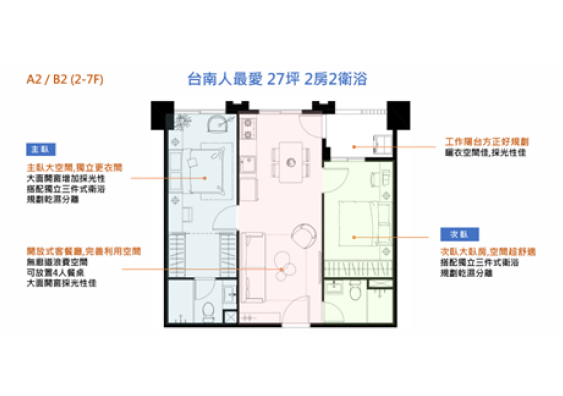 A2 / B2 (2-7F)
台南人最愛 27坪 2房2衛浴
主臥
主臥大空間,獨立更衣間
大面開窗增加採光性
搭配獨立三件式衛浴
規劃乾濕分離
開放式客餐廳,完善利用空間
無廊道浪費空間
可放置4人餐桌
大面開窗採光性佳
工作陽台方正好規劃
曬衣空間佳,採光性佳
次臥
次臥大臥房,空間超舒適
搭配獨立三件式衛浴
規劃乾濕分離